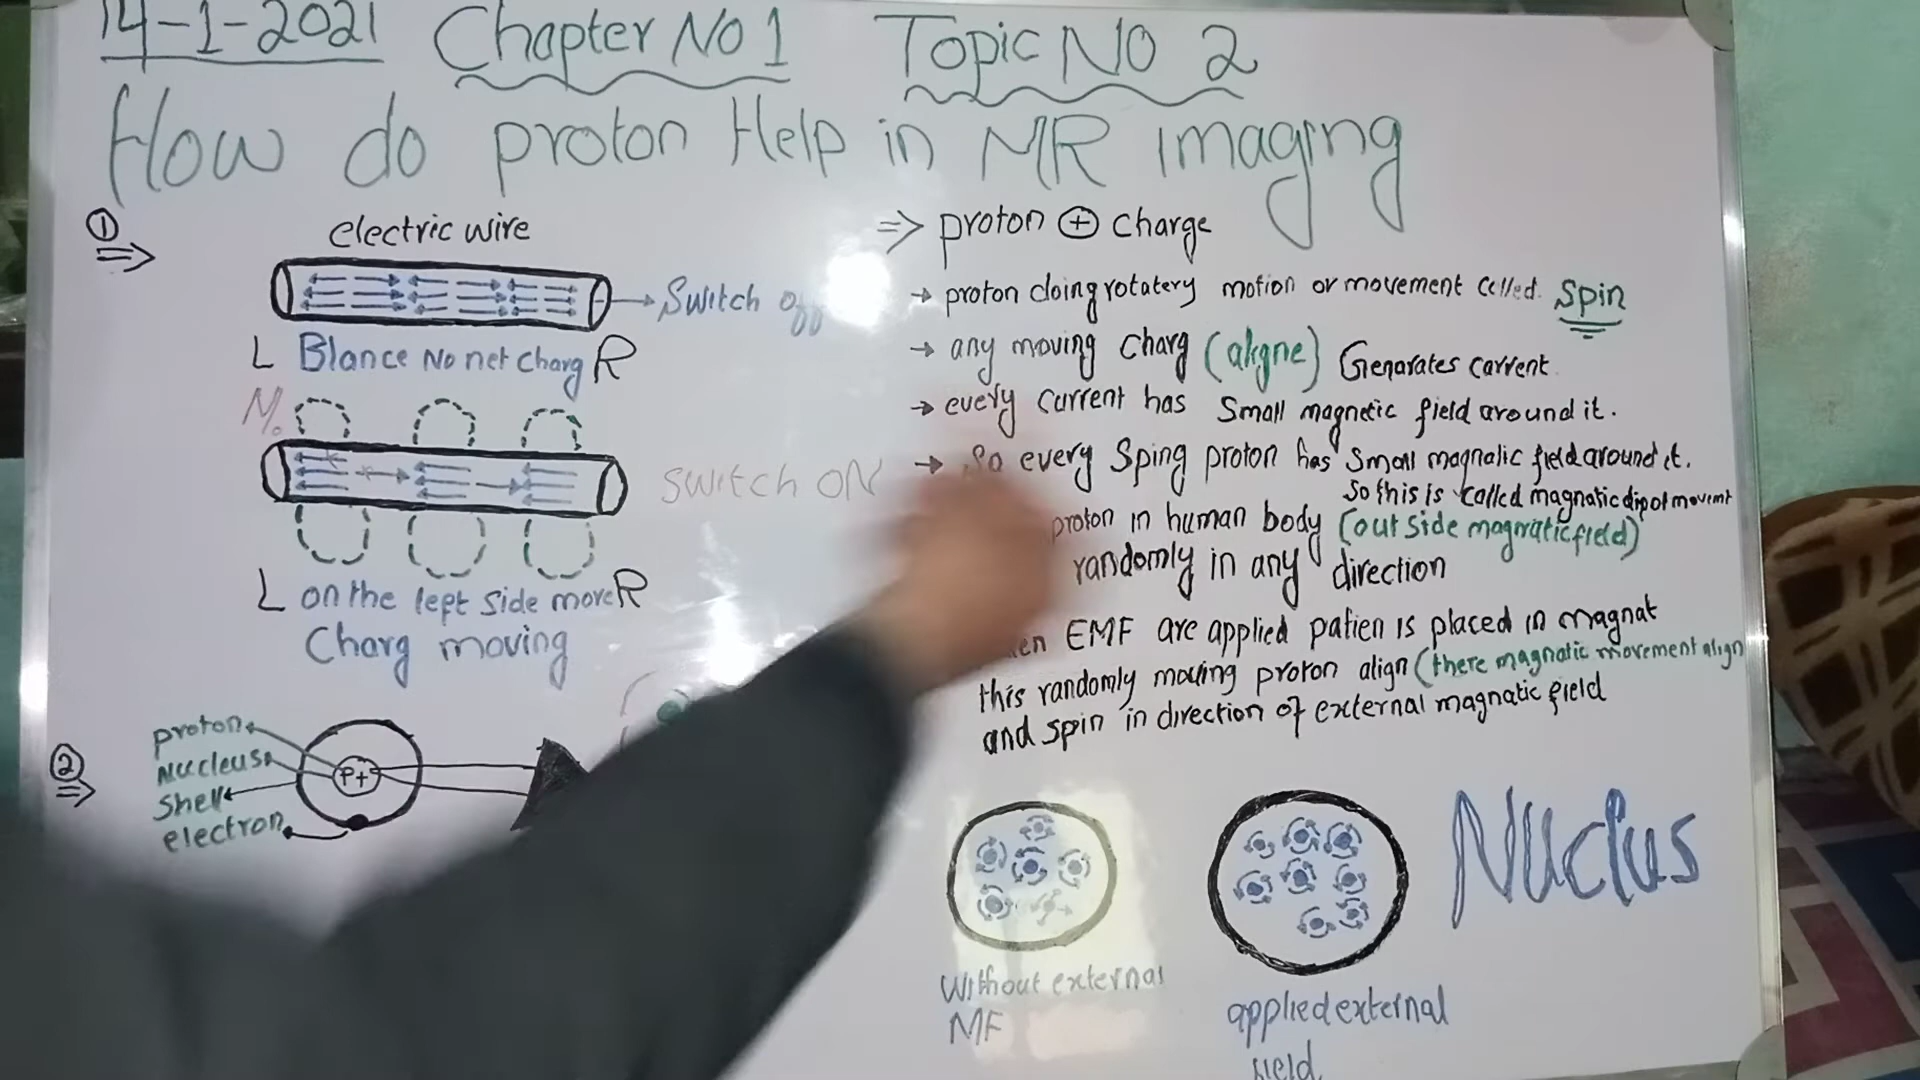 14-1-2021 Chapter No 1 Topic NO 2
How do proton Help in MR imaging
①
electric wire
Switch off
L Blance No net Charg R
M.
Switch ON
L on the lept side move R
Charg moving
②
proton
Nucleus
Shell
electron
P+
⇒ proton ⊕ charge
→ proton doing rotatery motion or movement called. Spin
→ any moving Charg (aligne) Genarates current
→ every current has Small magnetic field around it.
→ So every Sping proton has Small magnatic field around it.
So this is called magnatic dipol movemt
proton in human body (out side magnatic field)
randomly in any direction
EMF are applied patien is placed in magnat
this randomly moving proton align (there magnatic movement align
and spin in direction of external magnatic field
Without external
MF
applied external
field
Nuclus